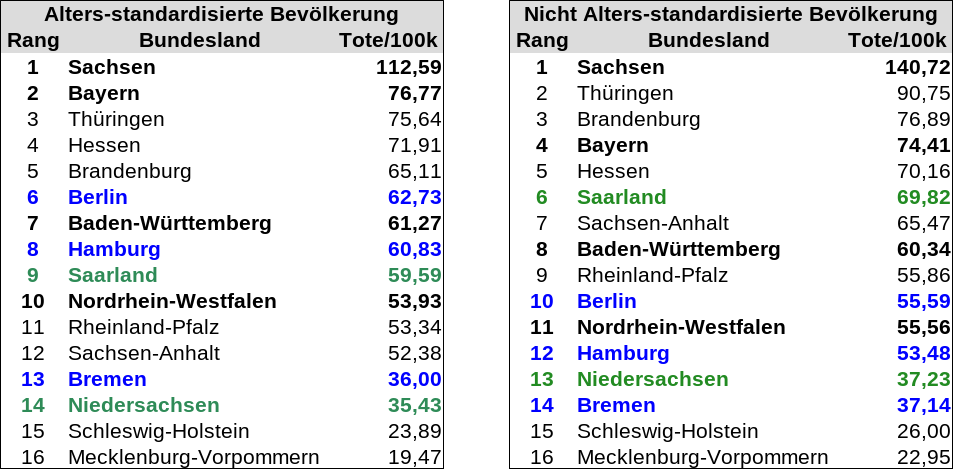 Alters-standardisierte Bevölkerung
Rang Bundesland Tote/100k
1 Sachsen 112,59
2 Bayern 76,77
3 Thüringen 75,64
4 Hessen 71,91
5 Brandenburg 65,11
6 Berlin 62,73
7 Baden-Württemberg 61,27
8 Hamburg 60,83
9 Saarland 59,59
10 Nordrhein-Westfalen 53,93
11 Rheinland-Pfalz 53,34
12 Sachsen-Anhalt 52,38
13 Bremen 36,00
14 Niedersachsen 35,43
15 Schleswig-Holstein 23,89
16 Mecklenburg-Vorpommern 19,47
Nicht Alters-standardisierte Bevölkerung
Rang Bundesland Tote/100k
1 Sachsen 140,72
2 Thüringen 90,75
3 Brandenburg 76,89
4 Bayern 74,41
5 Hessen 70,16
6 Saarland 69,82
7 Sachsen-Anhalt 65,47
8 Baden-Württemberg 60,34
9 Rheinland-Pfalz 55,86
10 Berlin 55,59
11 Nordrhein-Westfalen 55,56
12 Hamburg 53,48
13 Niedersachsen 37,23
14 Bremen 37,14
15 Schleswig-Holstein 26,00
16 Mecklenburg-Vorpommern 22,95